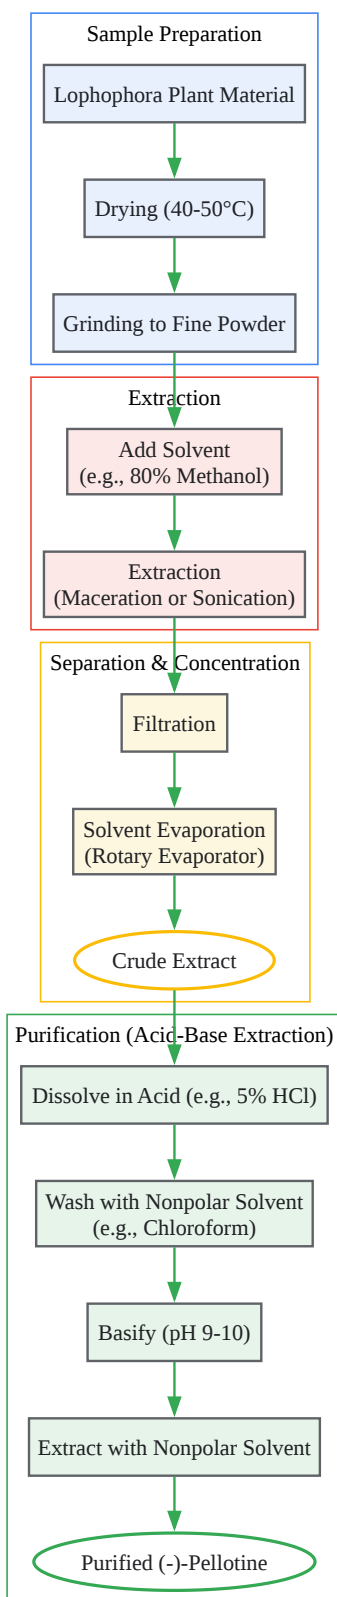 Sample Preparation
Lophophora Plant Material
Drying (40-50°C)
Grinding to Fine Powder
Extraction
Add Solvent
(e.g., 80% Methanol)
Extraction
(Maceration or Sonication)
Separation & Concentration
Filtration
Solvent Evaporation
(Rotary Evaporator)
Crude Extract
Purification (Acid-Base Extraction)
Dissolve in Acid (e.g., 5% HCl)
Wash with Nonpolar Solvent
(e.g., Chloroform)
Basify (pH 9-10)
Extract with Nonpolar Solvent
Purified (-)-Pellotine